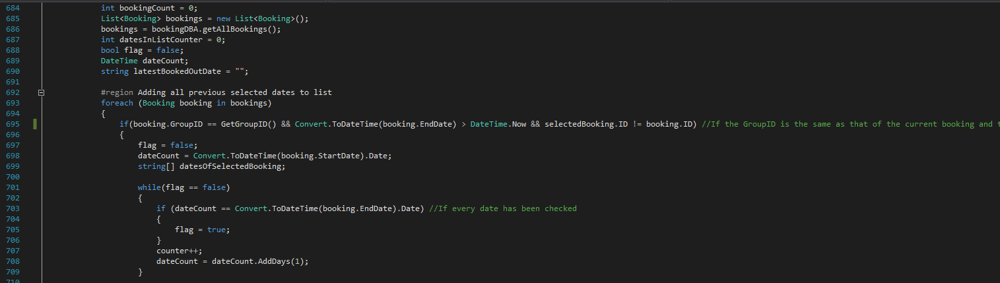 684 int bookingCount = 0;
685 List<Booking> bookings = new List<Booking>();
686 bookings = bookingDBA.getAllBookings();
687 int datesInListCounter = 0;
688 bool flag = false;
689 DateTime dateCount;
690 string latestBookedOutDate = "";
691
692 #region Adding all previous selected dates to list
693 foreach (Booking booking in bookings)
694 {
695 if(booking.GroupID == GetGroupID() && Convert.ToDateTime(booking.EndDate) > DateTime.Now && selectedBooking.ID != booking.ID) //If the GroupID is the same as that of the current booking and
696 {
697 flag = false;
698 dateCount = Convert.ToDateTime(booking.StartDate).Date;
699 string[] datesOfSelectedBooking;
700
701 while(flag == false)
702 {
703 if (dateCount == Convert.ToDateTime(booking.EndDate).Date) //If every date has been checked
704 {
705 flag = true;
706 }
707 counter++;
708 dateCount = dateCount.AddDays(1);
709 }
710